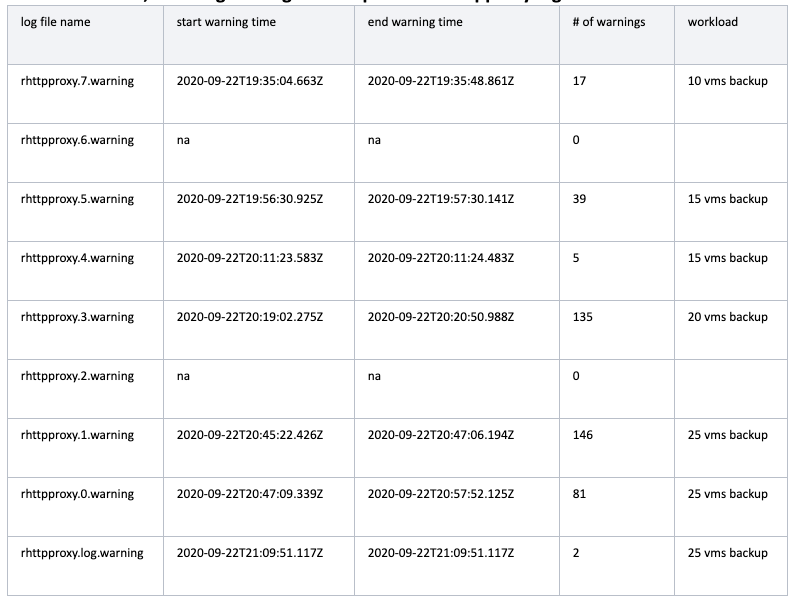 log file name start warning time end warning time # of warnings workload
rhttpproxy.7.warning 2020-09-22T19:35:04.663Z 2020-09-22T19:35:48.861Z 17 10 vms backup
rhttpproxy.6.warning na na 0
rhttpproxy.5.warning 2020-09-22T19:56:30.925Z 2020-09-22T19:57:30.141Z 39 15 vms backup
rhttpproxy.4.warning 2020-09-22T20:11:23.583Z 2020-09-22T20:11:24.483Z 5 15 vms backup
rhttpproxy.3.warning 2020-09-22T20:19:02.275Z 2020-09-22T20:20:50.988Z 135 20 vms backup
rhttpproxy.2.warning na na 0
rhttpproxy.1.warning 2020-09-22T20:45:22.426Z 2020-09-22T20:47:06.194Z 146 25 vms backup
rhttpproxy.0.warning 2020-09-22T20:47:09.339Z 2020-09-22T20:57:52.125Z 81 25 vms backup
rhttpproxy.log.warning 2020-09-22T21:09:51.117Z 2020-09-22T21:09:51.117Z 2 25 vms backup